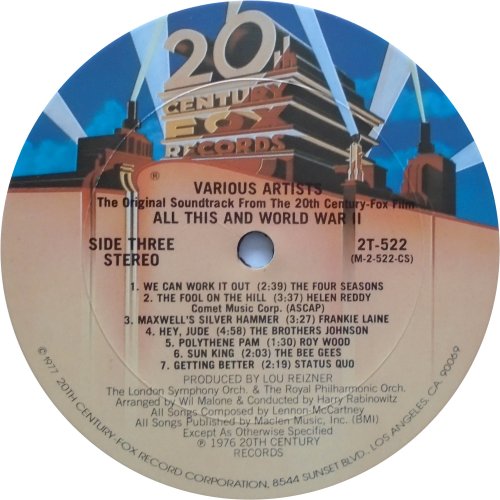 20th
CENTURY
FOX
RECORDS
®
VARIOUS ARTISTS
The Original Soundtrack From The 20th Century-Fox Film
ALL THIS AND WORLD WAR II
SIDE THREE
STEREO
2T-522
(M-2-522-CS)
1. WE CAN WORK IT OUT (2:39) THE FOUR SEASONS
2. THE FOOL ON THE HILL (3:37) HELEN REDDY
Comet Music Corp. (ASCAP)
3. MAXWELL'S SILVER HAMMER (3:27) FRANKIE LAINE
4. HEY, JUDE (4:58) THE BROTHERS JOHNSON
5. POLYTHENE PAM (1:30) ROY WOOD
6. SUN KING (2:03) THE BEE GEES
7. GETTING BETTER (2:19) STATUS QUO
PRODUCED BY LOU REIZNER
The London Symphony Orch. & The Royal Philharmonic Orch.
Arranged by Wil Malone & Conducted by Harry Rabinowitz
All Songs Composed by Lennon-McCartney
All Songs Published by Maclen Music, Inc. (BMI)
Except As Otherwise Specified
℗ 1976 20TH CENTURY
RECORDS
© 1977 20TH CENTURY-FOX RECORD CORPORATION, 8544 SUNSET BLVD., LOS ANGELES, CA. 90069